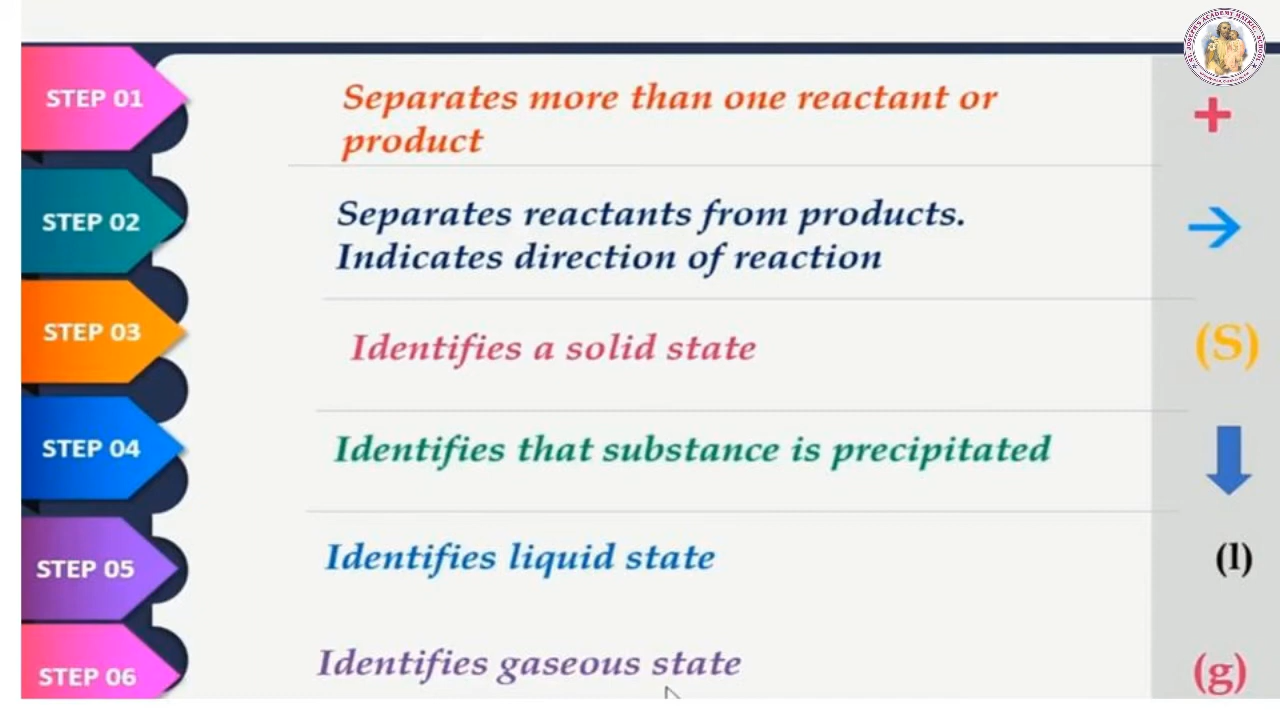 STEP 01
Separates more than one reactant or
product
+
STEP 02
Separates reactants from products.
Indicates direction of reaction
→
STEP 03
Identifies a solid state
(S)
STEP 04
Identifies that substance is precipitated
STEP 05
Identifies liquid state
(l)
STEP 06
Identifies gaseous state
(g)